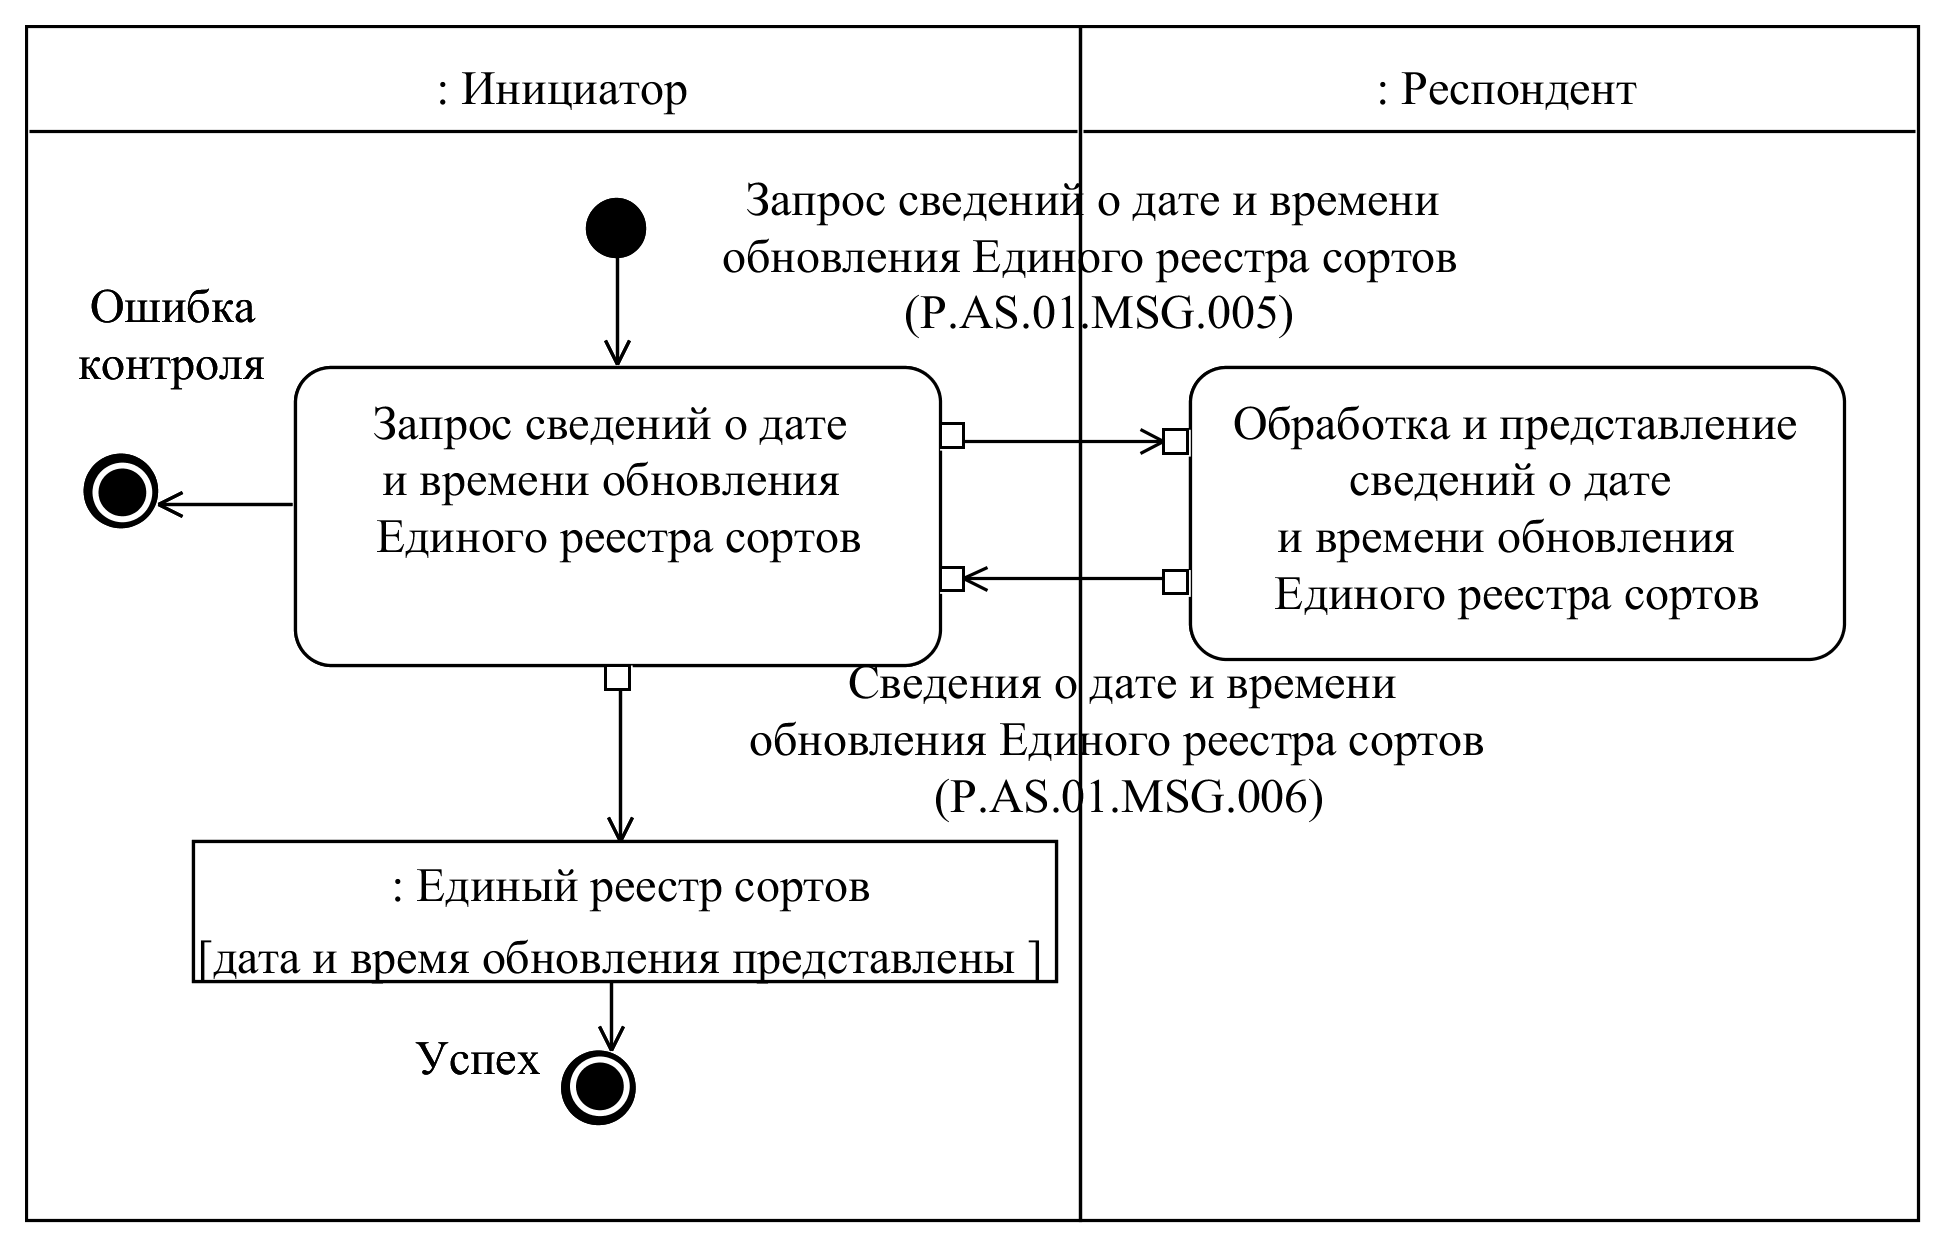 : Инициатор
: Респондент
Запрос сведений о дате и времени
обновления Единого реестра сортов
(P.AS.01.MSG.005)
Ошибка
контроля
Запрос сведений о дате
и времени обновления
Единого реестра сортов
Обработка и представление
сведений о дате
и времени обновления
Единого реестра сортов
Сведения о дате и времени
обновления Единого реестра сортов
(P.AS.01.MSG.006)
: Единый реестр сортов
[дата и время обновления представлены ]
Успех